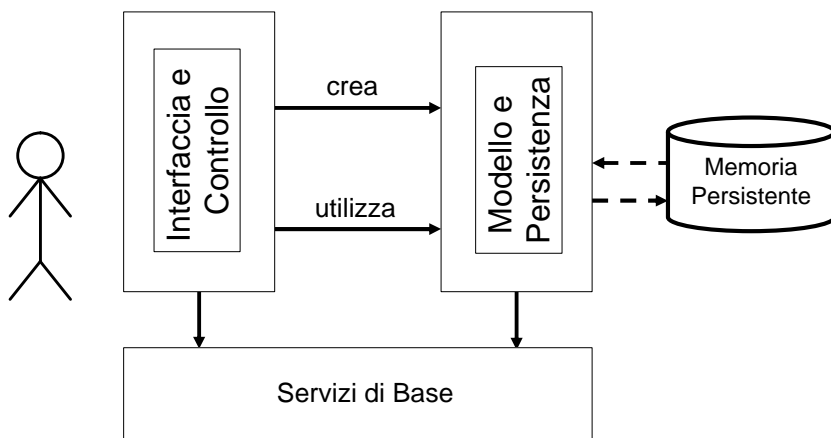 Interfaccia e
Controllo
crea
utilizza
Modello e
Persistenza
Memoria
Persistente
Servizi di Base